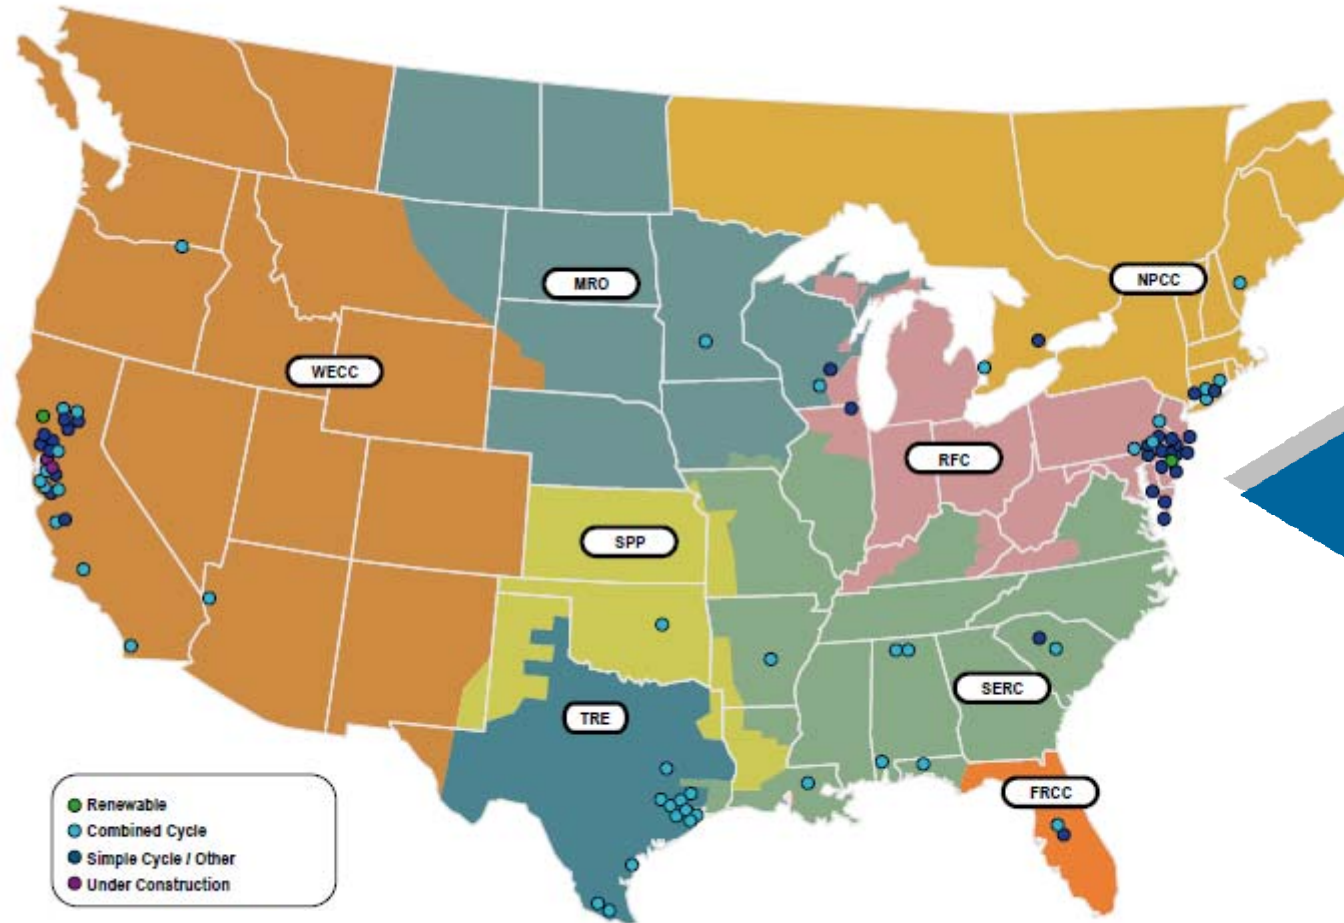 MRO
NPCC
WECC
RFC
SPP
SERC
TRE
FRCC
Renewable
Combined Cycle
Simple Cycle / Other
Under Construction